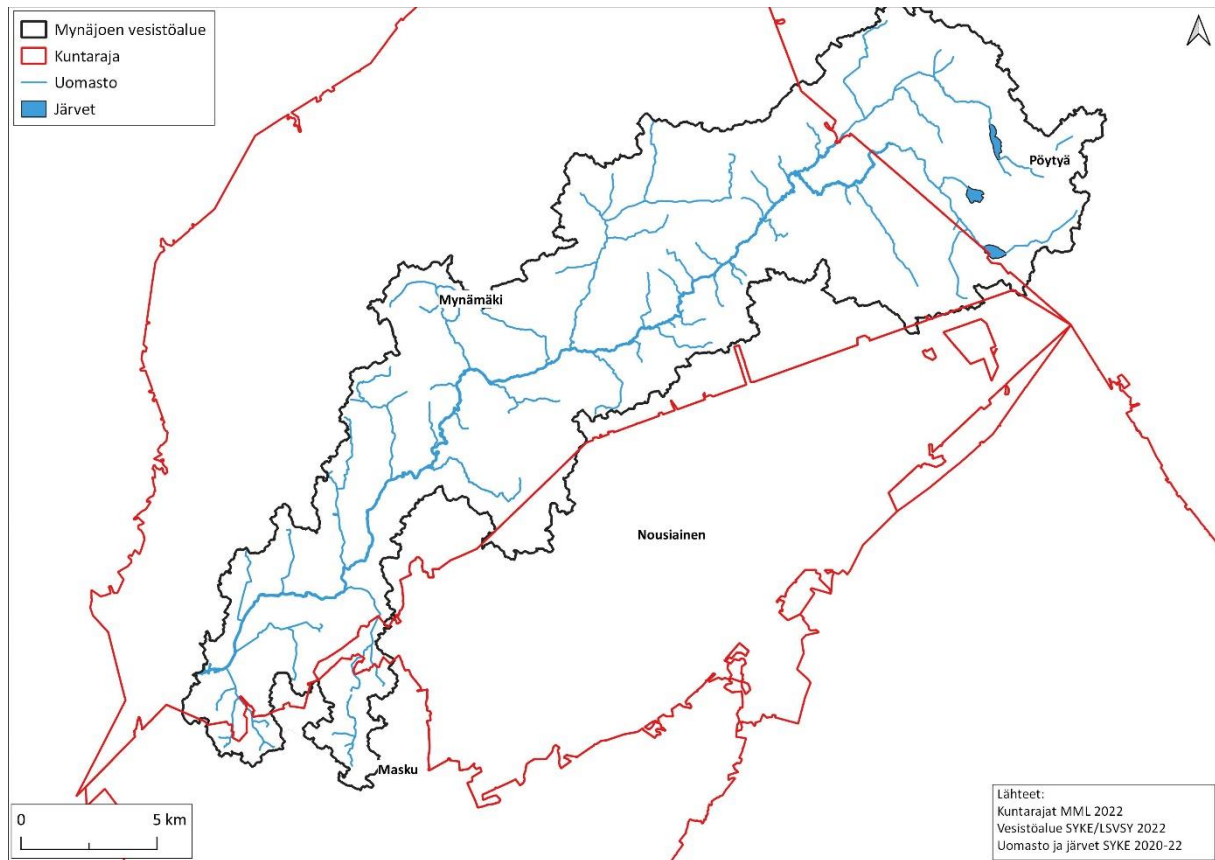 Mynäjoen vesistöalue
Kuntaraja
Uomasto
Järvet
Pöytyä
Mynämäki
Nousiainen
Masku
0 5 km
Lähteet:
Kuntarajat MML 2022
Vesistöalue SYKE/LSVSY 2022
Uomasto ja järvet SYKE 2020-22